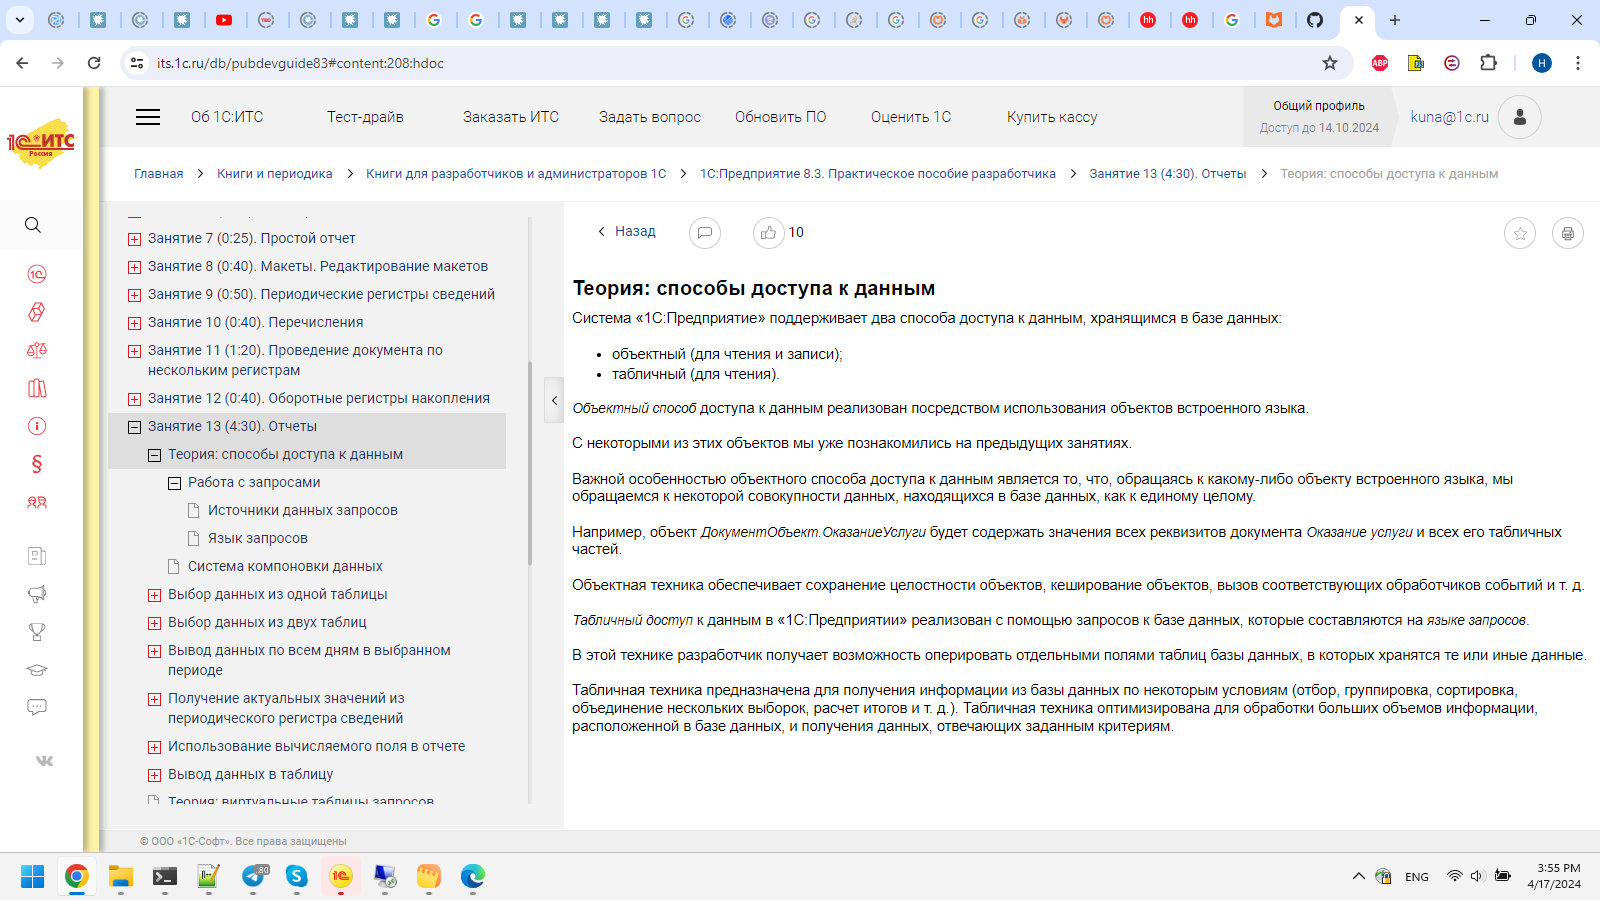 its.1c.ru/db/pubdevguide83#content:208:hdoc
ABP
H
1С ИТС
Россия
Об 1С:ИТС
Тест-драйв
Заказать ИТС
Задать вопрос
Обновить ПО
Оценить 1С
Купить кассу
Общий профиль
Доступ до 14.10.2024
kuna@1c.ru
Главная
Книги и периодика
Книги для разработчиков и администраторов 1С
1С:Предприятие 8.3. Практическое пособие разработчика
Занятие 13 (4:30). Отчеты
Теория: способы доступа к данным
Занятие 7 (0:25). Простой отчет
Занятие 8 (0:40). Макеты. Редактирование макетов
Занятие 9 (0:50). Периодические регистры сведений
Занятие 10 (0:40). Перечисления
Занятие 11 (1:20). Проведение документа по
нескольким регистрам
Занятие 12 (0:40). Оборотные регистры накопления
Занятие 13 (4:30). Отчеты
Теория: способы доступа к данным
Работа с запросами
Источники данных запросов
Язык запросов
Система компоновки данных
Выбор данных из одной таблицы
Выбор данных из двух таблиц
Вывод данных по всем дням в выбранном
периоде
Получение актуальных значений из
периодического регистра сведений
Использование вычисляемого поля в отчете
Вывод данных в таблицу
Теория: виртуальные таблицы запросов
Назад
10
Теория: способы доступа к данным
Система «1С:Предприятие» поддерживает два способа доступа к данным, хранящимся в базе данных:
• объектный (для чтения и записи);
• табличный (для чтения).
Объектный способ доступа к данным реализован посредством использования объектов встроенного языка.
С некоторыми из этих объектов мы уже познакомились на предыдущих занятиях.
Важной особенностью объектного способа доступа к данным является то, что, обращаясь к какому-либо объекту встроенного языка, мы
обращаемся к некоторой совокупности данных, находящихся в базе данных, как к единому целому.
Например, объект ДокументОбъект.ОказаниеУслуги будет содержать значения всех реквизитов документа Оказание услуги и всех его табличных
частей.
Объектная техника обеспечивает сохранение целостности объектов, кеширование объектов, вызов соответствующих обработчиков событий и т. д.
Табличный доступ к данным в «1С:Предприятии» реализован с помощью запросов к базе данных, которые составляются на языке запросов.
В этой технике разработчик получает возможность оперировать отдельными полями таблиц базы данных, в которых хранятся те или иные данные.
Табличная техника предназначена для получения информации из базы данных по некоторым условиям (отбор, группировка, сортировка,
объединение нескольких выборок, расчет итогов и т. д.). Табличная техника оптимизирована для обработки больших объемов информации,
расположенной в базе данных, и получения данных, отвечающих заданным критериям.
© ООО «1С-Софт». Все права защищены
80
ENG
3:55 PM
4/17/2024